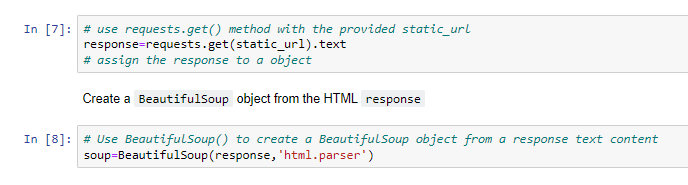 In [7]: # use requests.get() method with the provided static_url
response=requests.get(static_url).text
# assign the response to a object
Create a BeautifulSoup object from the HTML response
In [8]: # Use BeautifulSoup() to create a BeautifulSoup object from a response text content
soup=BeautifulSoup(response,'html.parser')